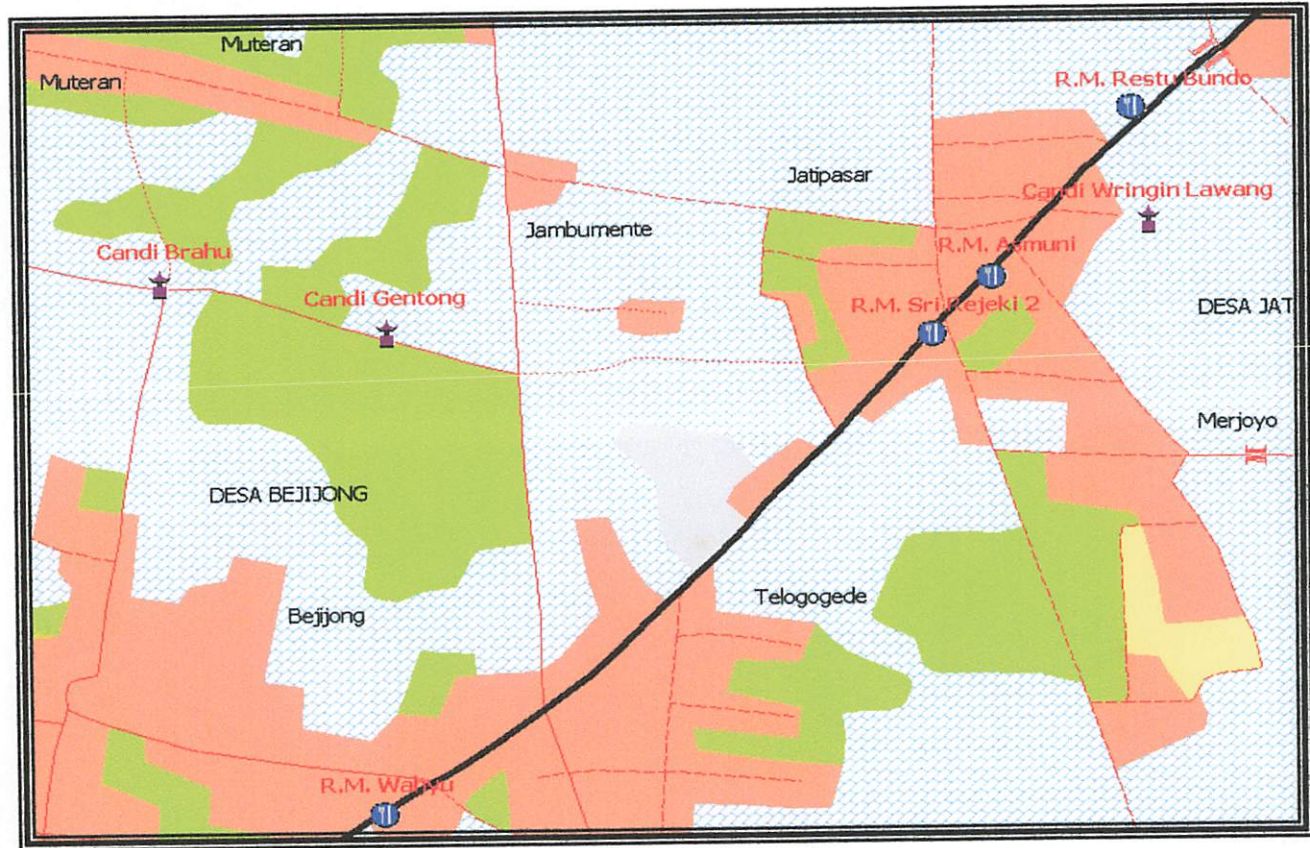 Muteran
Muteran
R.M. Restu Bundo
Jatipasar
Candi Wringin Lawang
Jambumente
R.M. Asmuni
Candi Brahu
Candi Gentong
R.M. Sri Rejeki 2
DESA JAT
Merjoyo
DESA BEJIJONG
Telogogede
Bejijong
R.M. Wahyu